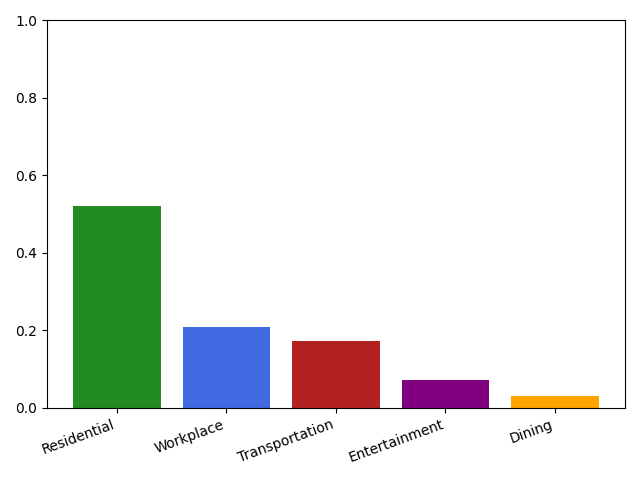 1.0
0.8
0.6
0.4
0.2
0.0
Residential
Workplace
Transportation
Entertainment
Dining